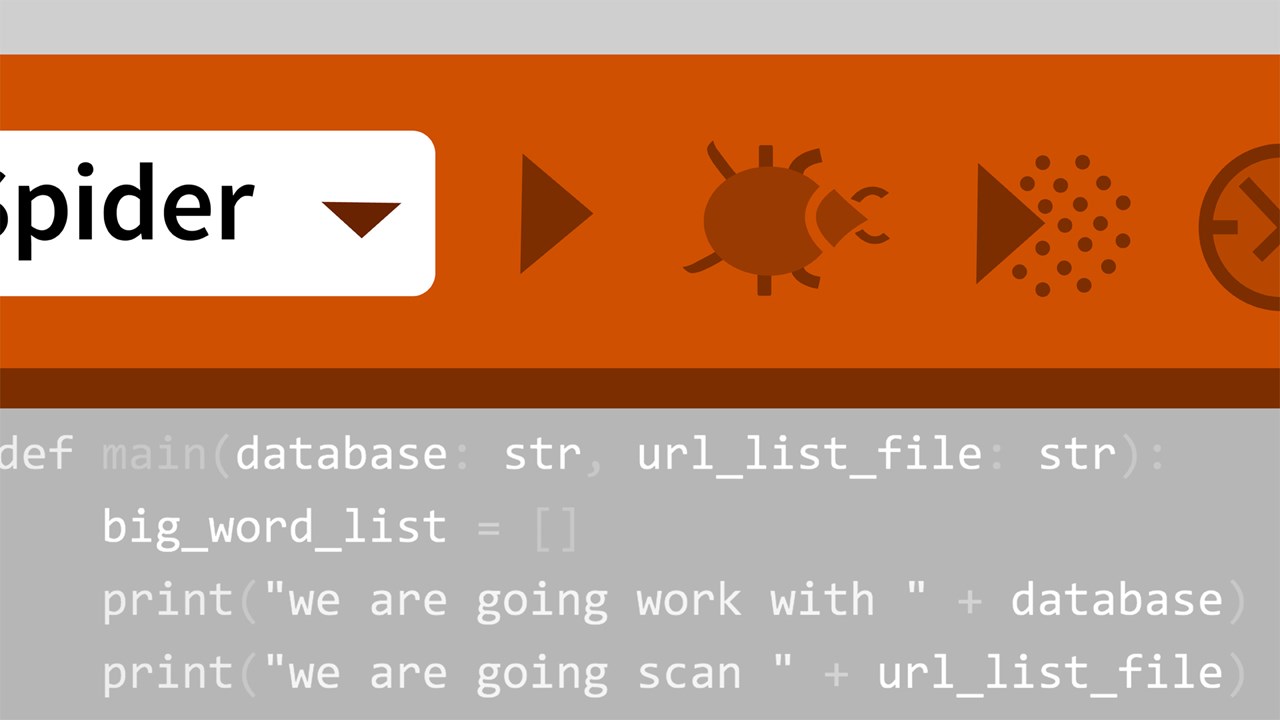 Spider
def main(database: str, url_list_file: str):
big_word_list = []
print("we are going work with " + database)
print("we are going scan " + url_list_file)